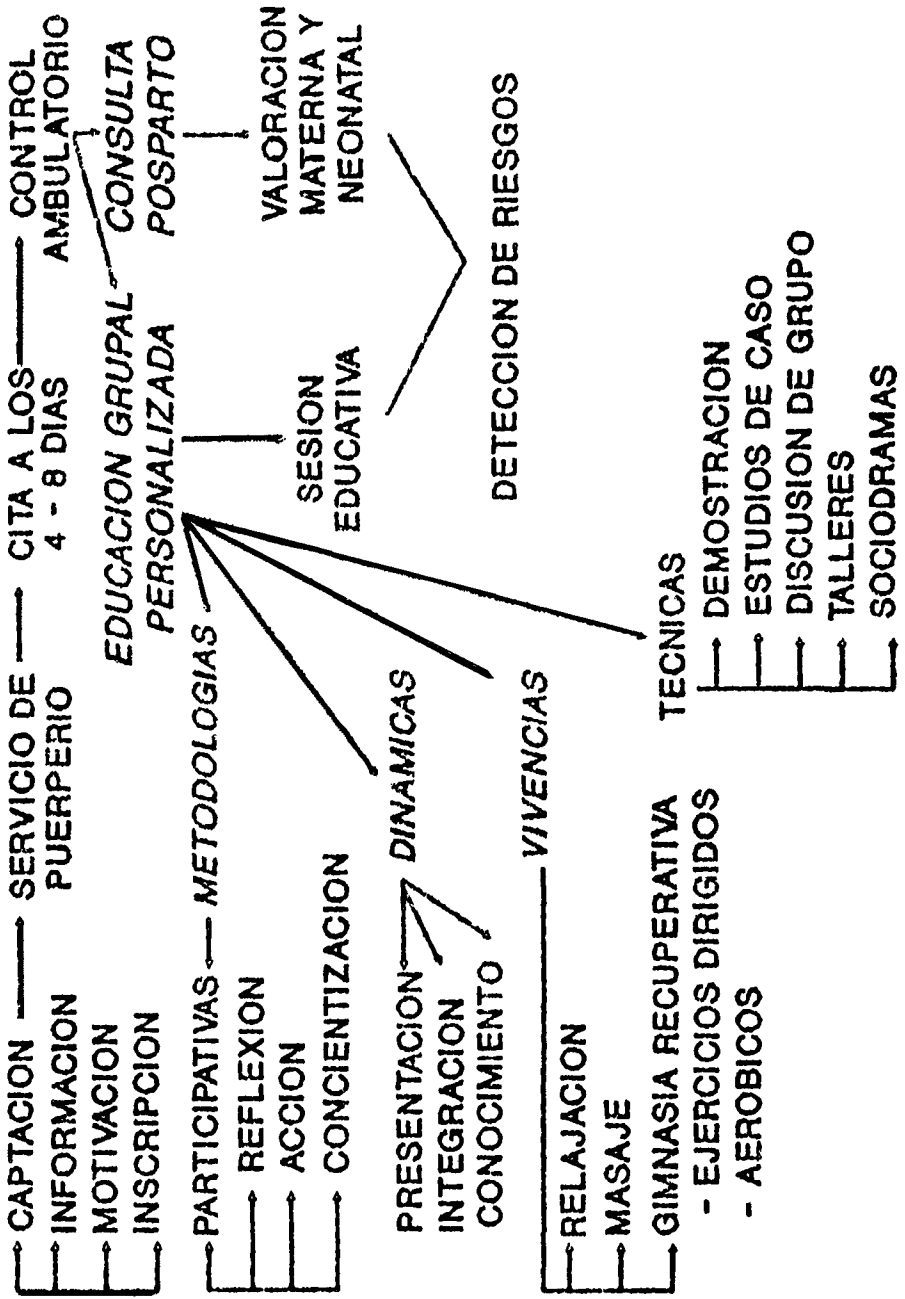 CAPTACION
INFORMACION
MOTIVACION
INSCRIPCION
SERVICIO DE
PUERPERIO
CITA A LOS
4 - 8 DIAS
CONTROL
AMBULATORIO
EDUCACION GRUPAL
PERSONALIZADA
CONSULTA
POSPARTO
PARTICIPATIVAS
REFLEXION
ACCION
CONCIENTIZACION
METODOLOGIAS
SESION
EDUCATIVA
VALORACION
MATERNA Y
NEONATAL
PRESENTACION
INTEGRACION
CONOCIMIENTO
DINAMICAS
DETECCION DE RIESGOS
VIVENCIAS
RELAJACION
MASAJE
GIMNASIA RECUPERATIVA
- EJERCICIOS DIRIGIDOS
- AEROBICOS
TECNICAS
DEMOSTRACION
ESTUDIOS DE CASO
DISCUSION DE GRUPO
TALLERES
SOCIODRAMAS